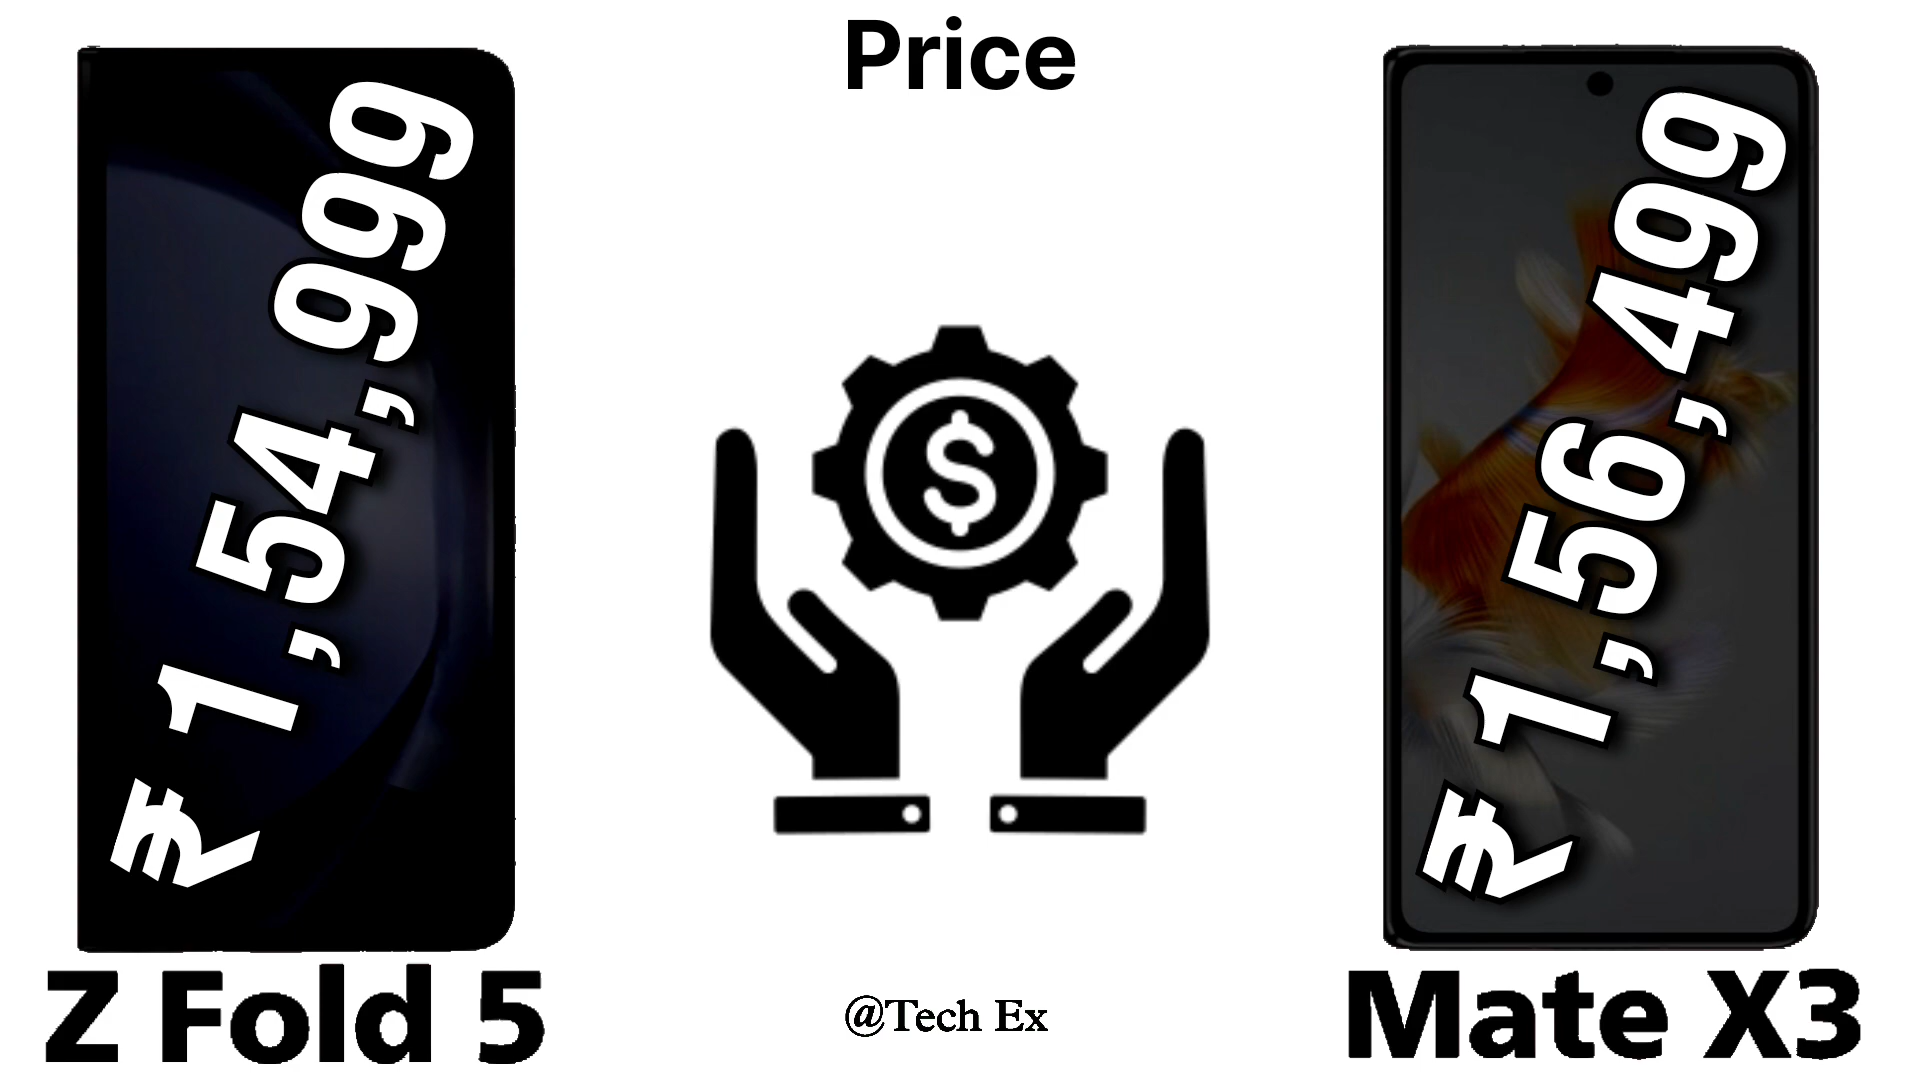 Price
₹ 1,54,999
₹ 1,56,499
$
Z Fold 5
@Tech Ex
Mate X3